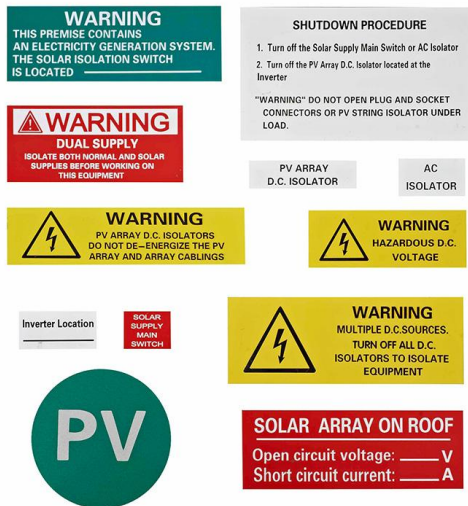 WARNING
THIS PREMISE CONTAINS
AN ELECTRICITY GENERATION SYSTEM.
THE SOLAR ISOLATION SWITCH
IS LOCATED
SHUTDOWN PROCEDURE
1. Turn off the Solar Supply Main Switch or AC Isolator
2. Turn off the PV Array D.C. Isolator located at the
Inverter
"WARNING" DO NOT OPEN PLUG AND SOCKET
CONNECTORS OR PV STRING ISOLATOR UNDER
LOAD.
WARNING
DUAL SUPPLY
ISOLATE BOTH NORMAL AND SOLAR
SUPPLIES BEFORE WORKING ON
THIS EQUIPMENT
PV ARRAY
D.C. ISOLATOR
AC
ISOLATOR
WARNING
PV ARRAY D.C. ISOLATORS
DO NOT DE-ENERGIZE THE PV
ARRAY AND ARRAY CABLINGS
WARNING
HAZARDOUS D.C.
VOLTAGE
Inverter Location
SOLAR
SUPPLY
MAIN
SWITCH
WARNING
MULTIPLE D.C.SOURCES.
TURN OFF ALL D.C.
ISOLATORS TO ISOLATE
EQUIPMENT
PV
SOLAR ARRAY ON ROOF
Open circuit voltage: V
Short circuit current: A